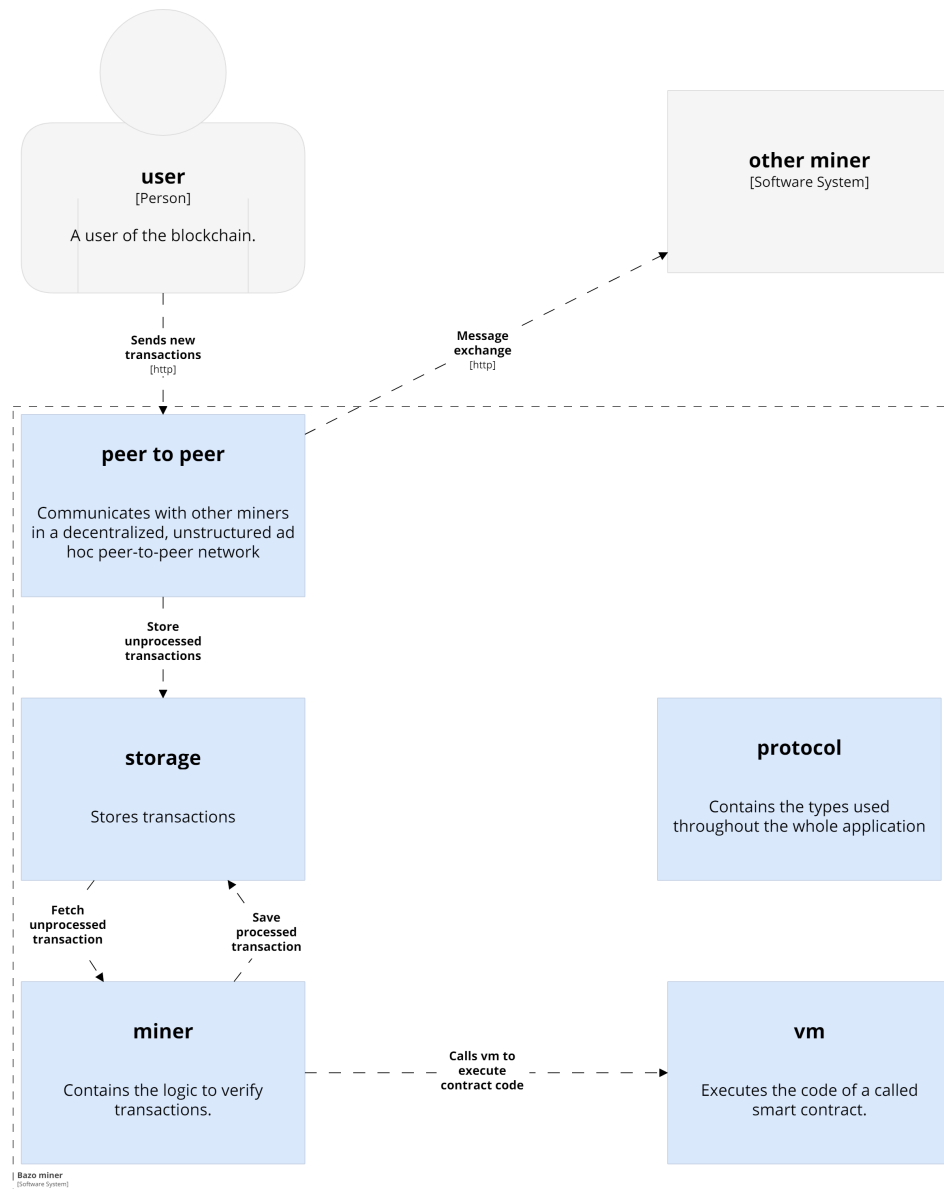 user
[Person]
A user of the blockchain.
other miner
[Software System]
Sends new
transactions
[http]
Message
exchange
[http]
peer to peer
Communicates with other miners
in a decentralized, unstructured ad
hoc peer-to-peer network
Store
unprocessed
transactions
storage
Stores transactions
protocol
Contains the types used
throughout the whole application
Fetch
unprocessed
transaction
Save
processed
transaction
miner
Contains the logic to verify
transactions.
Calls vm to
execute
contract code
vm
Executes the code of a called
smart contract.
Bazo miner
[Software System]